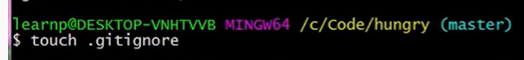 learnp@DESKTOP-VNHTVVB MINGW64 /c/Code/hungry (master)
$ touch .gitignore